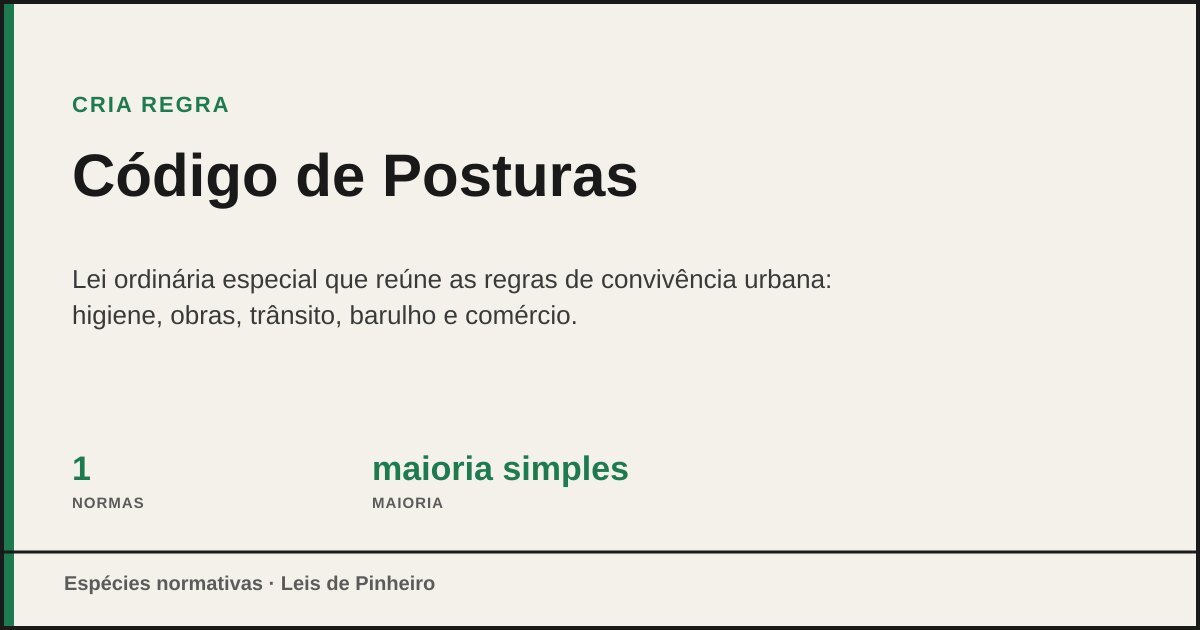 CRIA REGRA
Código de Posturas
Lei ordinária especial que reúne as regras de convivência urbana:
higiene, obras, trânsito, barulho e comércio.
1
NORMAS
maioria simples
MAIORIA
Espécies normativas · Leis de Pinheiro